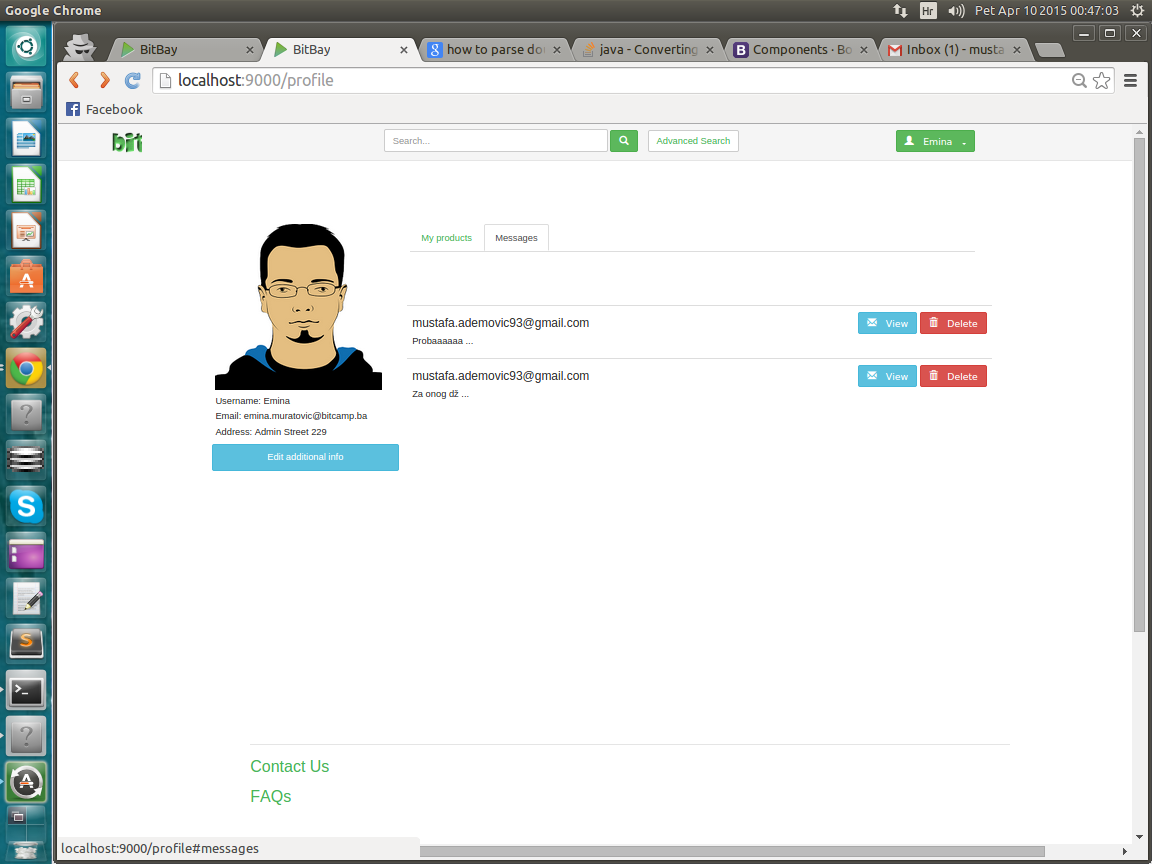 Google Chrome
Hr
Pet Apr 10 2015 00:47:03
BitBay
BitBay
how to parse do
java - Converting
Components · Bo
Inbox (1) - musta
localhost:9000/profile
Facebook
bit
Search...
Advanced Search
Emina
My products
Messages
mustafa.ademovic93@gmail.com
View
Delete
Probaaaaaa ...
mustafa.ademovic93@gmail.com
View
Delete
Za onog dž ...
Username: Emina
Email: emina.muratovic@bitcamp.ba
Address: Admin Street 229
Edit additional info
Contact Us
FAQs
localhost:9000/profile#messages